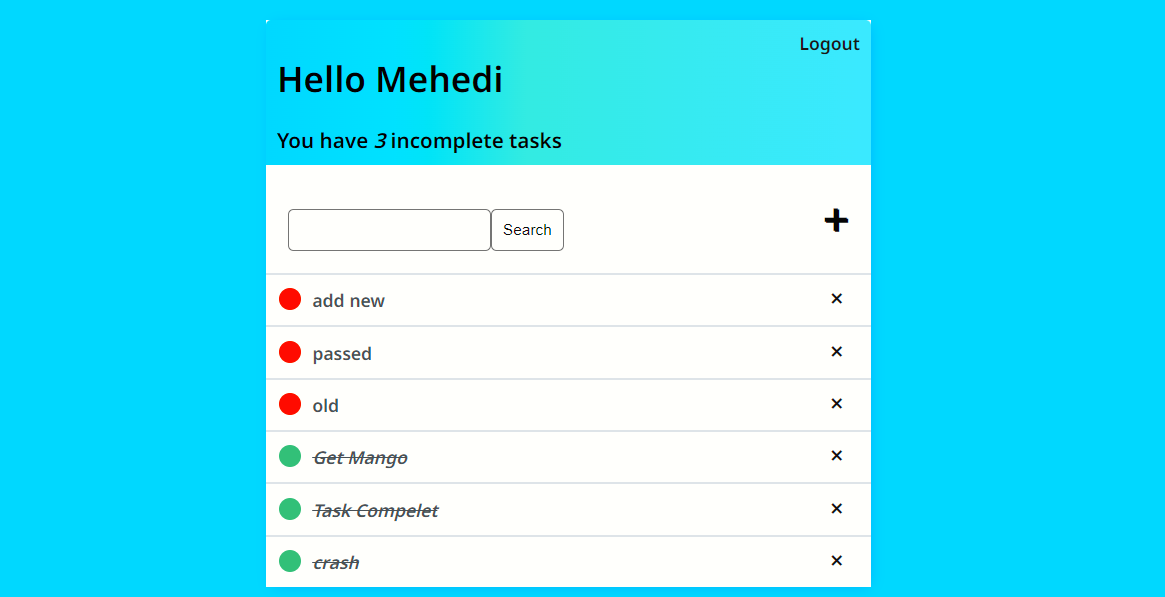 Logout
Hello Mehedi
You have 3 incomplete tasks
Search
add new
passed
old
Get Mango
Task Compelet
crash